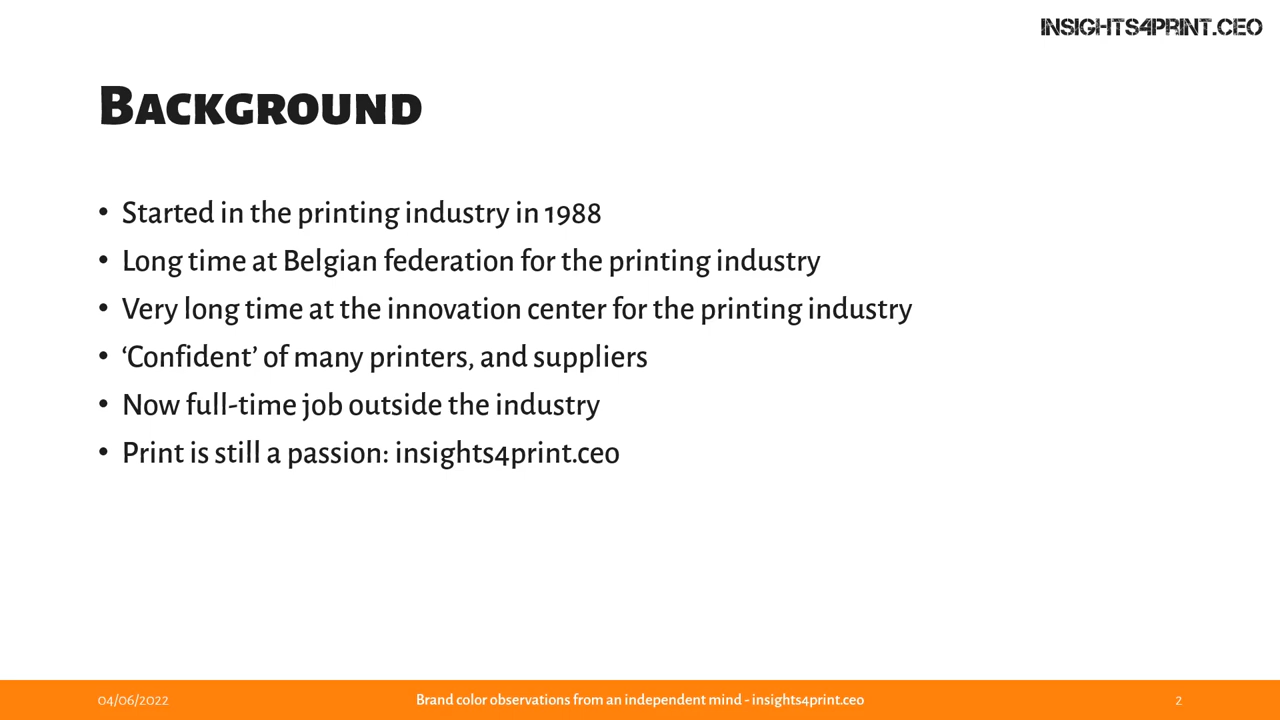 INSIGHTS4PRINT.CEO
Background
• Started in the printing industry in 1988
• Long time at Belgian federation for the printing industry
• Very long time at the innovation center for the printing industry
• ‘Confident’ of many printers, and suppliers
• Now full-time job outside the industry
• Print is still a passion: insights4print.ceo
04/06/2022
Brand color observations from an independent mind - insights4print.ceo
2